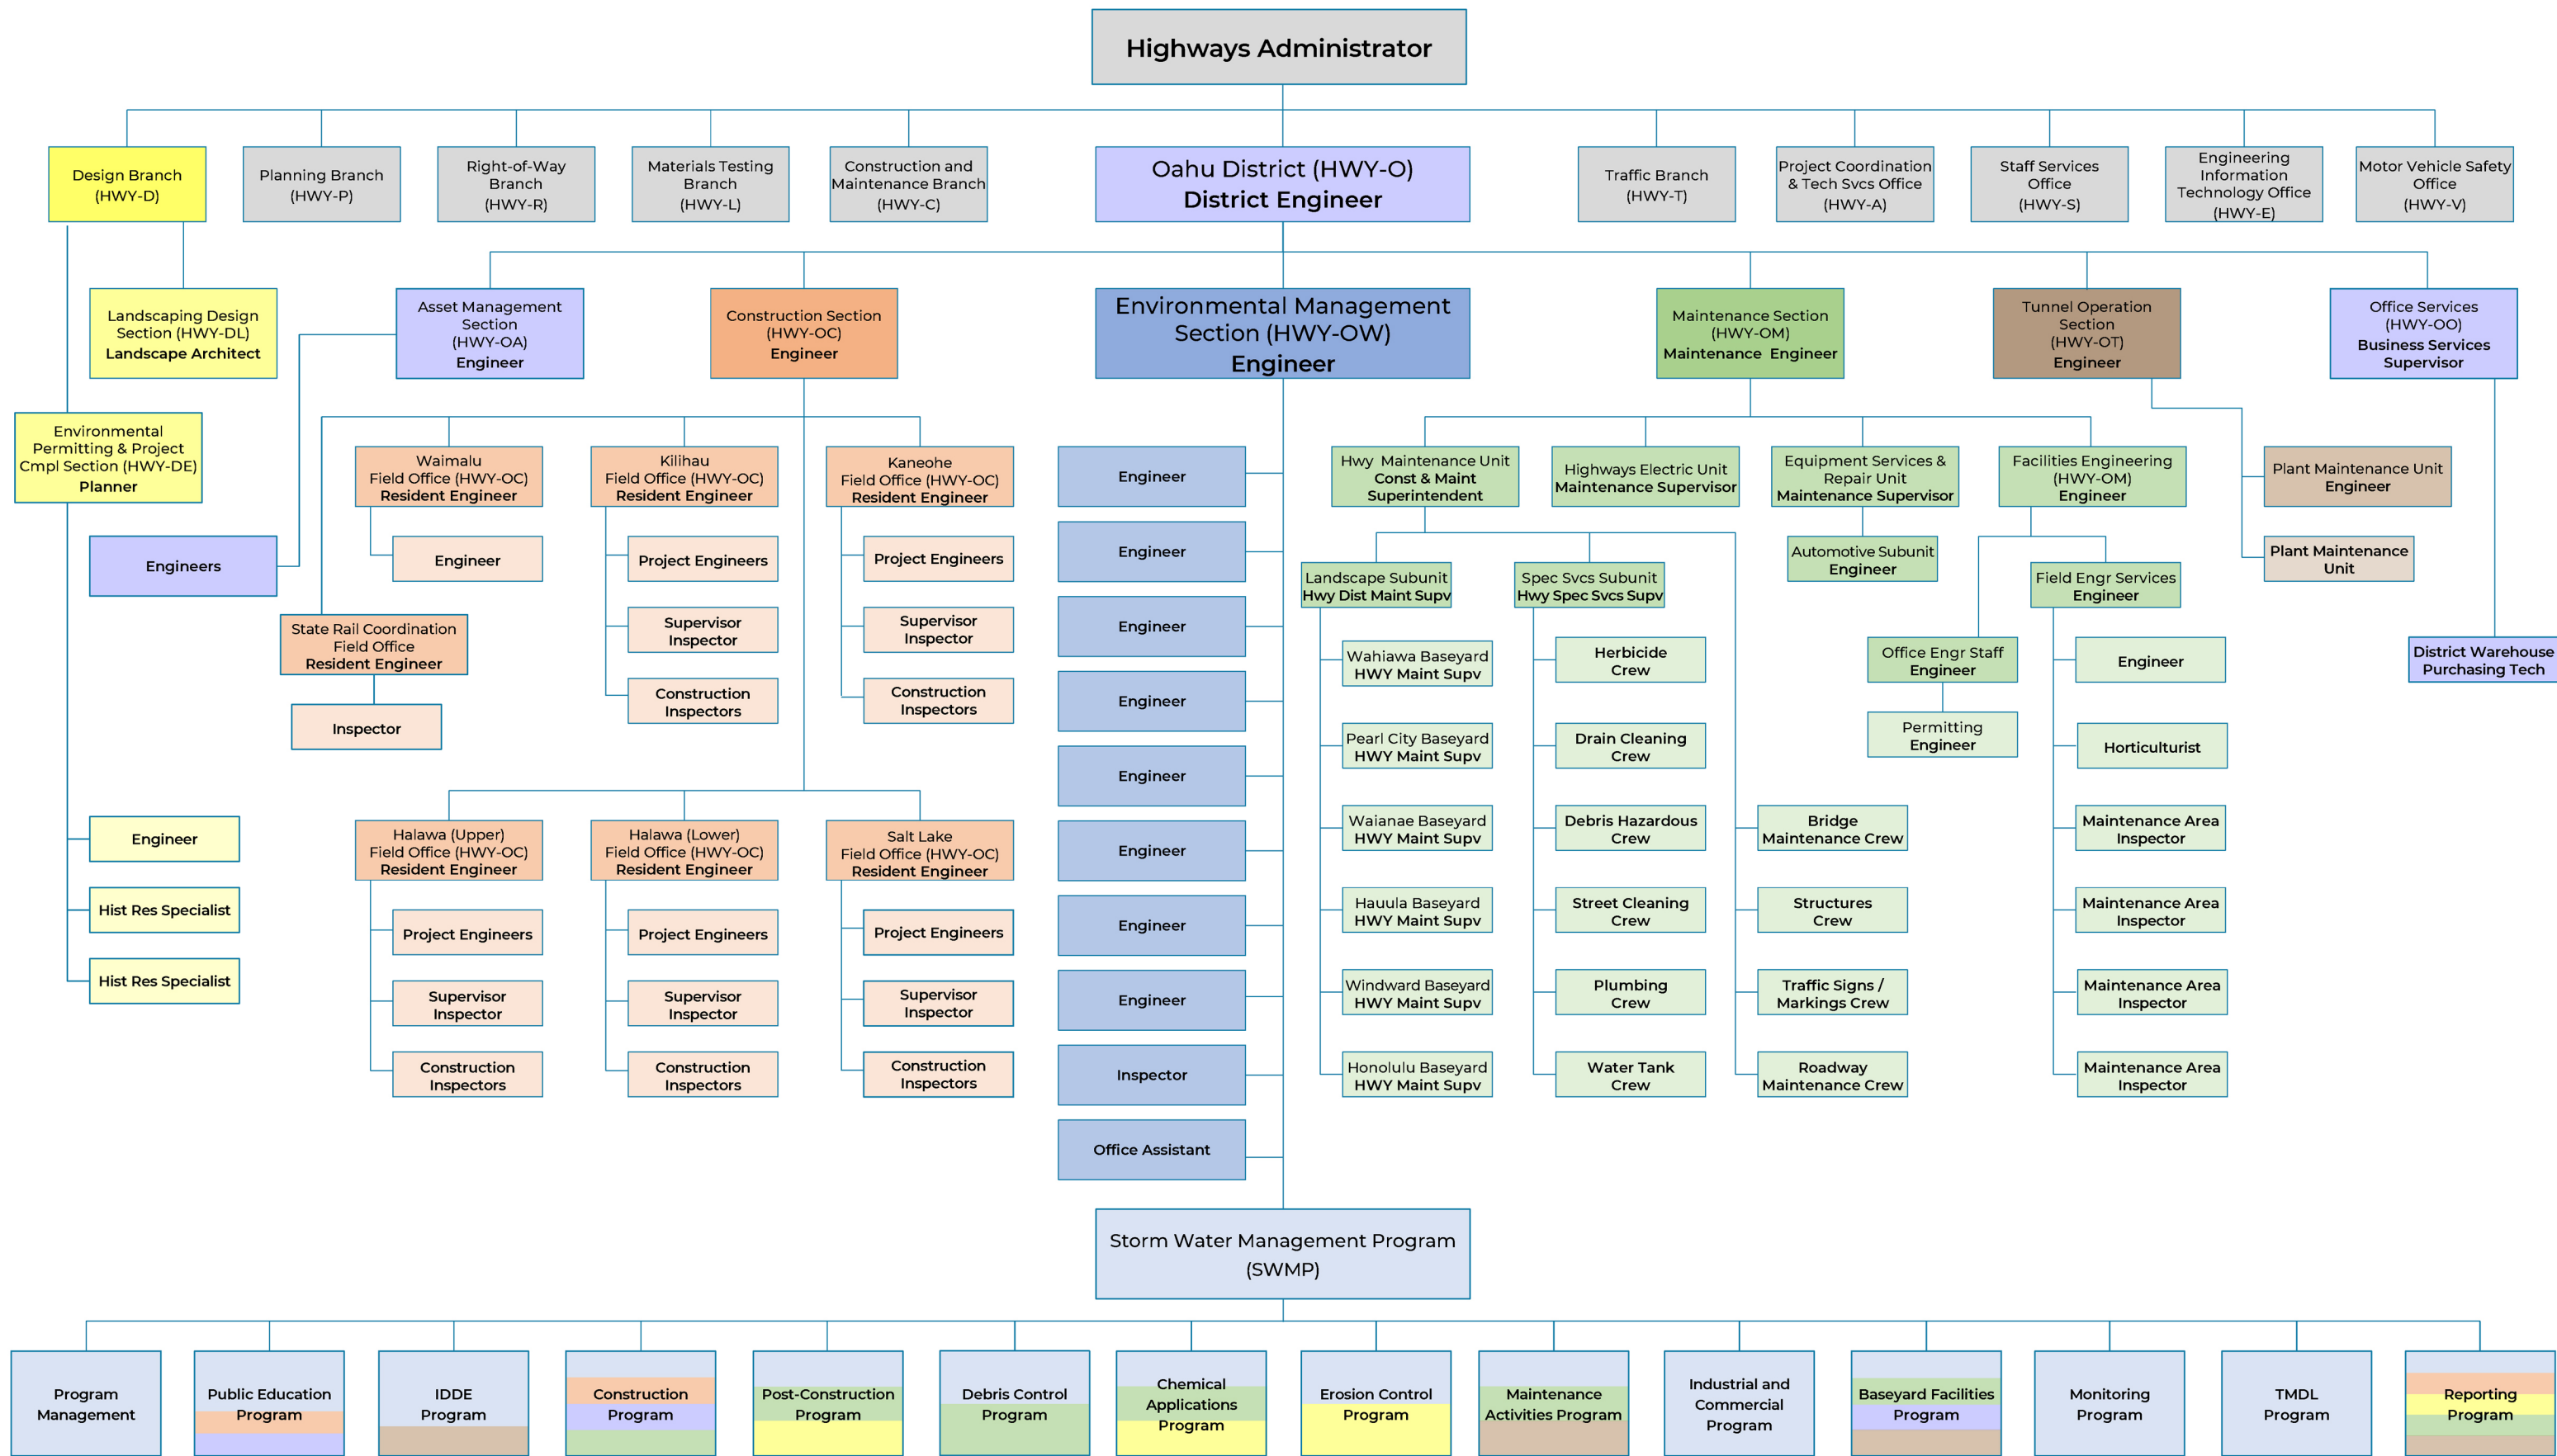 Highways Administrator
Design Branch
(HWY-D)
Planning Branch
(HWY-P)
Right-of-Way
Branch
(HWY-R)
Materials Testing
Branch
(HWY-L)
Construction and
Maintenance Branch
(HWY-C)
Oahu District (HWY-O)
District Engineer
Traffic Branch
(HWY-T)
Project Coordination
& Tech Svcs Office
(HWY-A)
Staff Services
Office
(HWY-S)
Engineering
Information
Technology Office
(HWY-E)
Motor Vehicle Safety
Office
(HWY-V)
Landscaping Design
Section (HWY-DL)
Landscape Architect
Asset Management
Section
(HWY-OA)
Engineer
Construction Section
(HWY-OC)
Engineer
Environmental Management
Section (HWY-OW)
Engineer
Maintenance Section
(HWY-OM)
Maintenance Engineer
Tunnel Operation
Section
(HWY-OT)
Engineer
Office Services
(HWY-OO)
Business Services
Supervisor
Environmental
Permitting & Project
Cmpl Section (HWY-DE)
Planner
Engineers
State Rail Coordination
Field Office
Resident Engineer
Inspector
Engineer
Hist Res Specialist
Hist Res Specialist
Waimalu
Field Office (HWY-OC)
Resident Engineer
Engineer
Kilihau
Field Office (HWY-OC)
Resident Engineer
Project Engineers
Supervisor
Inspector
Construction
Inspectors
Kaneohe
Field Office (HWY-OC)
Resident Engineer
Project Engineers
Supervisor
Inspector
Construction
Inspectors
Halawa (Upper)
Field Office (HWY-OC)
Resident Engineer
Project Engineers
Supervisor
Inspector
Construction
Inspectors
Halawa (Lower)
Field Office (HWY-OC)
Resident Engineer
Project Engineers
Supervisor
Inspector
Construction
Inspectors
Salt Lake
Field Office (HWY-OC)
Resident Engineer
Project Engineers
Supervisor
Inspector
Construction
Inspectors
Engineer
Engineer
Engineer
Engineer
Engineer
Engineer
Engineer
Engineer
Inspector
Office Assistant
Hwy Maintenance Unit
Const & Maint
Superintendent
Highways Electric Unit
Maintenance Supervisor
Equipment Services &
Repair Unit
Maintenance Supervisor
Facilities Engineering
(HWY-OM)
Engineer
Plant Maintenance Unit
Engineer
Plant Maintenance
Unit
Automotive Subunit
Engineer
Landscape Subunit
Hwy Dist Maint Supv
Spec Svcs Subunit
Hwy Spec Svcs Supv
Field Engr Services
Engineer
Office Engr Staff
Engineer
Permitting
Engineer
District Warehouse
Purchasing Tech
Wahiawa Baseyard
HWY Maint Supv
Pearl City Baseyard
HWY Maint Supv
Waianae Baseyard
HWY Maint Supv
Hauula Baseyard
HWY Maint Supv
Windward Baseyard
HWY Maint Supv
Honolulu Baseyard
HWY Maint Supv
Herbicide
Crew
Drain Cleaning
Crew
Debris Hazardous
Crew
Street Cleaning
Crew
Plumbing
Crew
Water Tank
Crew
Bridge
Maintenance Crew
Structures
Crew
Traffic Signs /
Markings Crew
Roadway
Maintenance Crew
Engineer
Horticulturist
Maintenance Area
Inspector
Maintenance Area
Inspector
Maintenance Area
Inspector
Maintenance Area
Inspector
Storm Water Management Program
(SWMP)
Program
Management
Public Education
Program
IDDE
Program
Construction
Program
Post-Construction
Program
Debris Control
Program
Chemical
Applications
Program
Erosion Control
Program
Maintenance
Activities Program
Industrial and
Commercial
Program
Baseyard Facilities
Program
Monitoring
Program
TMDL
Program
Reporting
Program